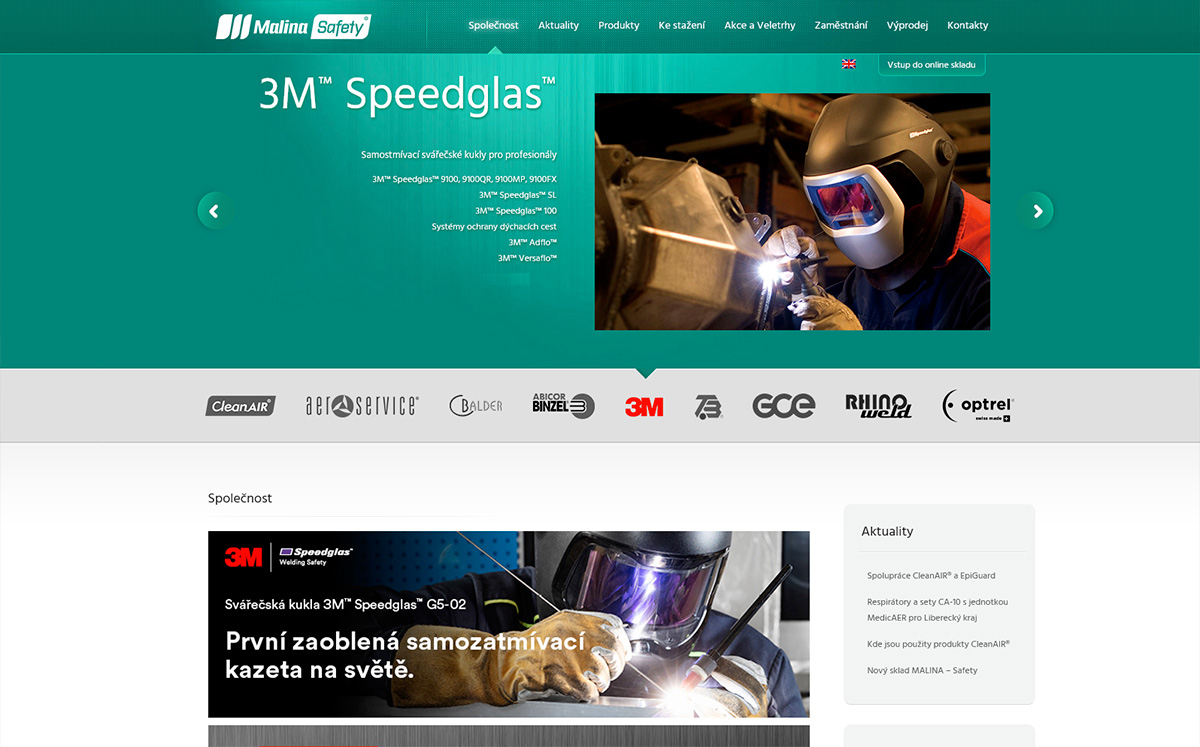 Malina Safety®
Společnost
Aktuality
Produkty
Ke stažení
Akce a Veletrhy
Zaměstnání
Výprodej
Kontakty
Vstup do online skladu
3M™ Speedglas™
Samostmívací svářečské kukly pro profesionály
3M™ Speedglas™ 9100, 9100QR, 9100MP, 9100FX
3M™ Speedglas™ SL
3M™ Speedglas™ 100
Systémy ochrany dýchacích cest
3M™ Adflo™
3M™ Versaflo™
Speedglas
CleanAIR®
aeroservice®
BALDER
ABICOR
BINZEL
3M
GCE
RHINO
weld
optrel
swiss made
Společnost
3M
Speedglas™
Welding Safety
Svářečská kukla 3M™ Speedglas™ G5-02
První zaoblená samozatmívací
kazeta na světě.
Aktuality
Spolupráce CleanAIR® a EpiGuard
Respirátory a sety CA-10 s jednotkou
MedicAER pro Liberecký kraj
Kde jsou použity produkty CleanAIR®
Nový sklad MALINA – Safety